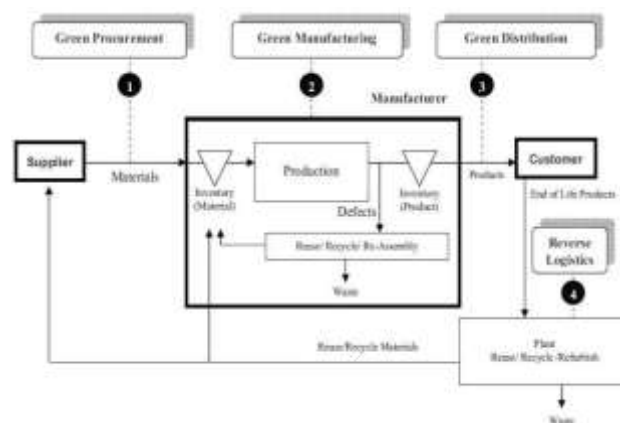 Green Procurement
Green Manufacturing
Green Distribution
1
2
3
Manufacturer
Supplier
Materials
Inventory
(Material)
Production
Inventory
(Product)
Products
Customer
Defects
End of Life Products
Reuse/ Recycle/ Re-Assembly
Waste
Reverse
Logistics
4
Reuse/Recycle Materials
Plant
Reuse/ Recycle -Refurbish
Waste